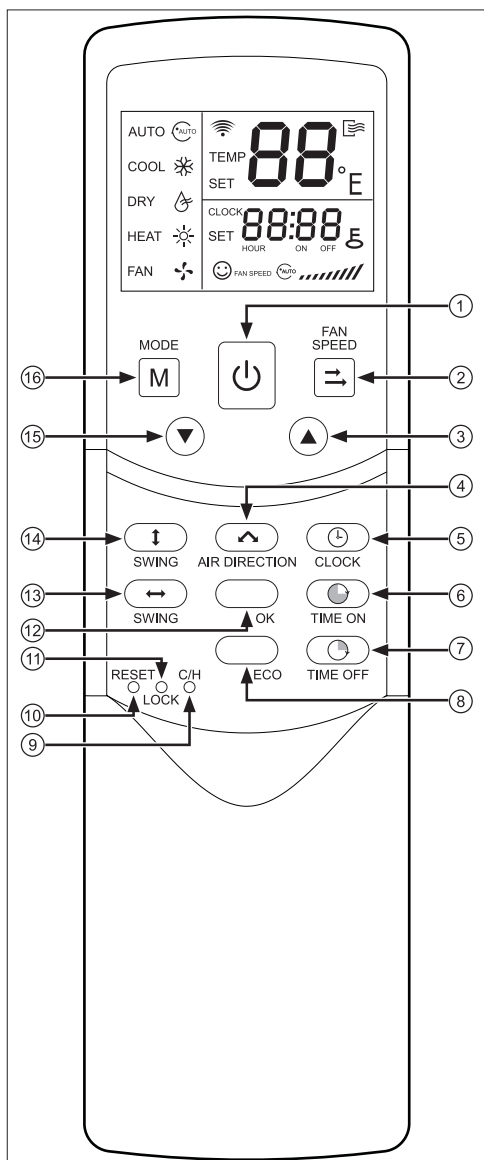 AUTO AUTO
COOL
DRY
HEAT
FAN
TEMP
SET
88°E
CLOCK
SET
88:88
HOUR ON OFF
FAN SPEED AUTO
MODE
M
FAN
SPEED
1
2
3
4
5
6
7
8
9
10
11
12
13
14
15
16
SWING
AIR DIRECTION
CLOCK
SWING
OK
TIME ON
ECO
TIME OFF
RESET
LOCK
C/H